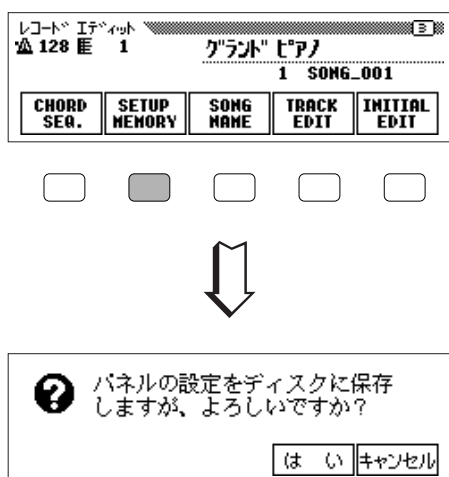 レコード エディット 3
128 1 グランド ピアノ
1 SONG_001
CHORD SEQ. SETUP MEMORY SONG NAME TRACK EDIT INITIAL EDIT
? パネルの設定をディスクに保存
しますが、よろしいですか?
は い キャンセル